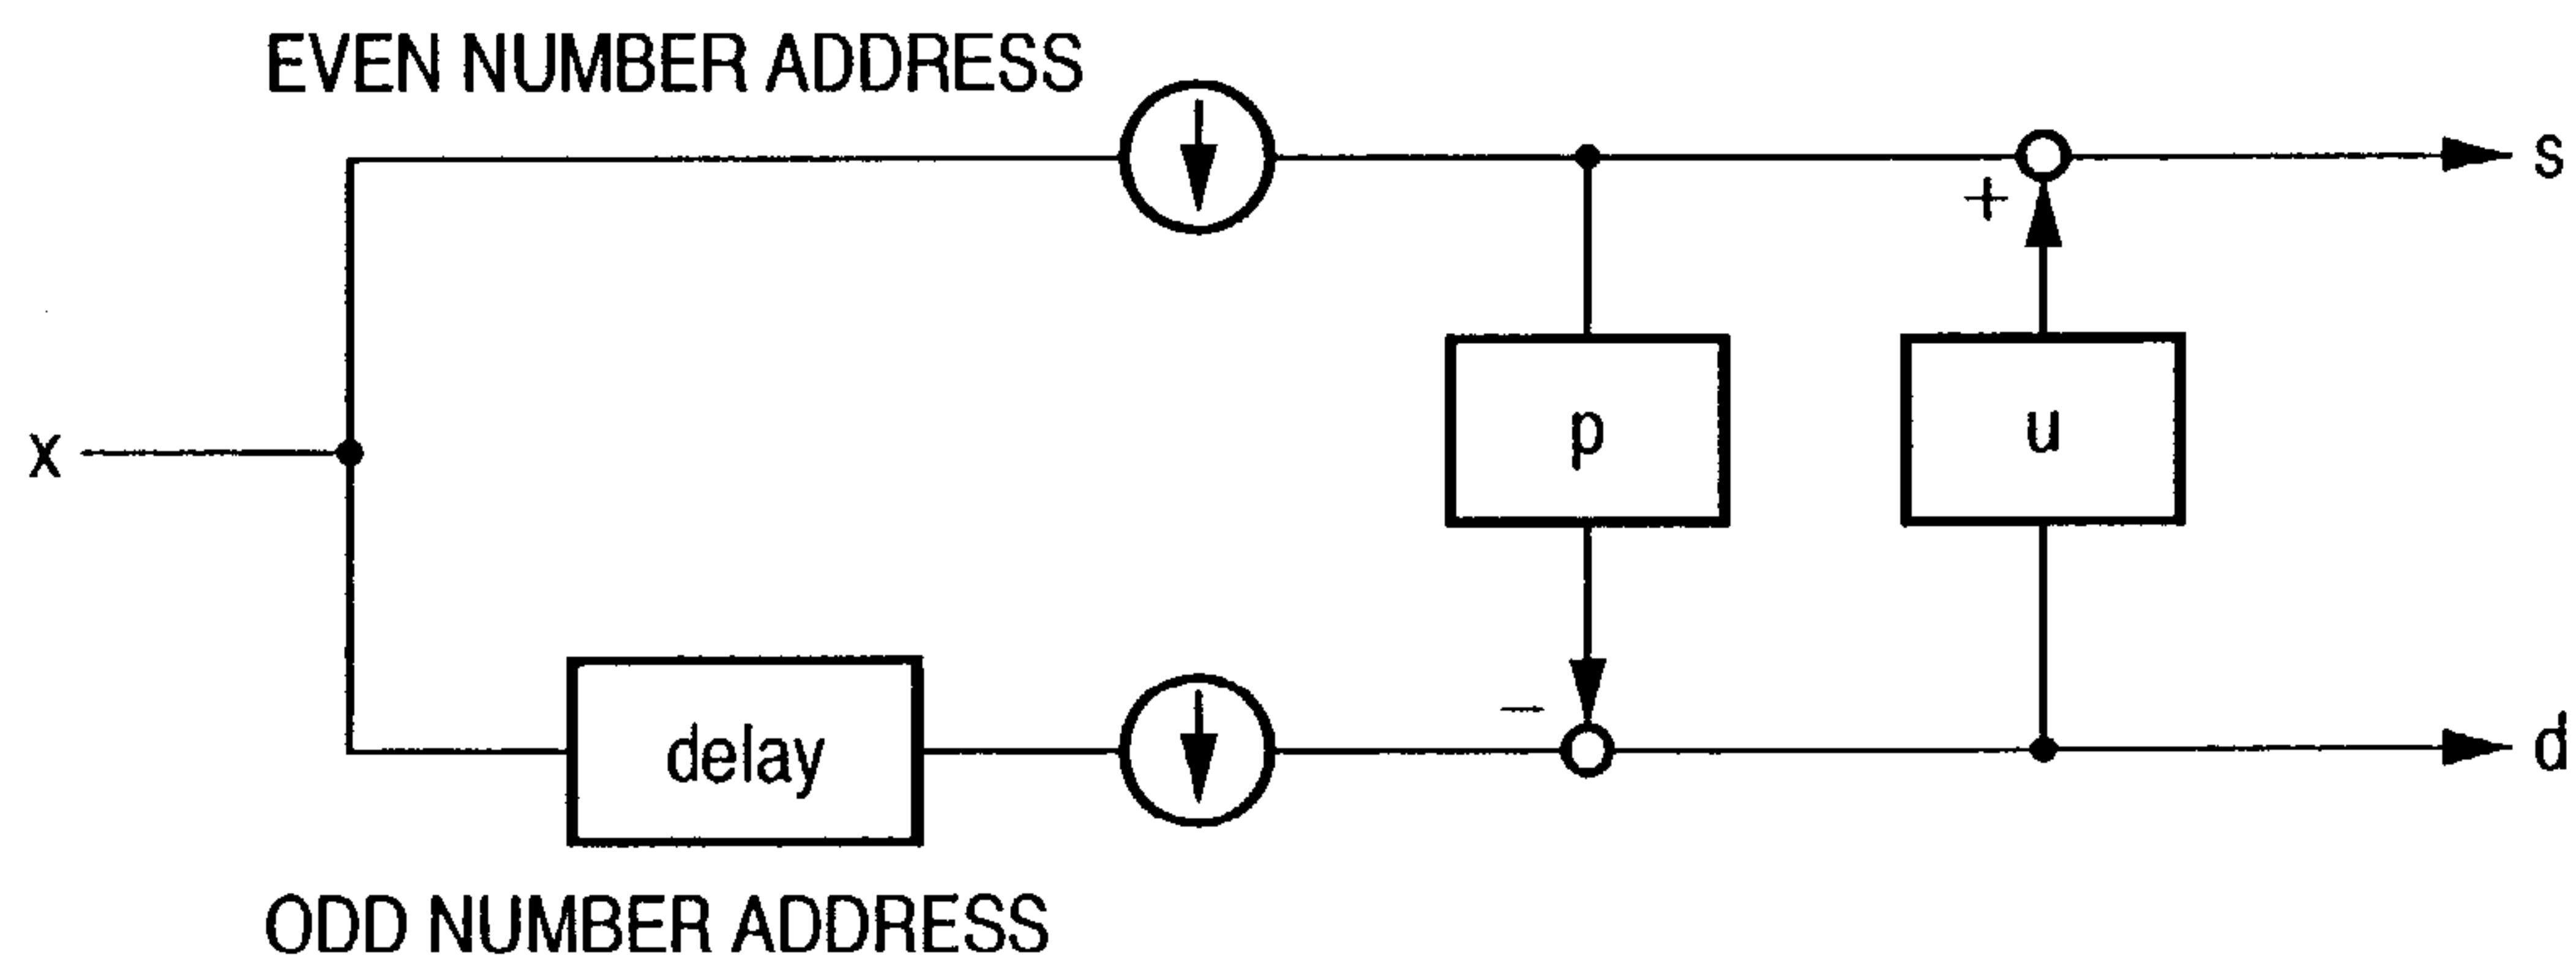 EVEN NUMBER ADDRESS
s
+
x
p
u
−
delay
d
ODD NUMBER ADDRESS